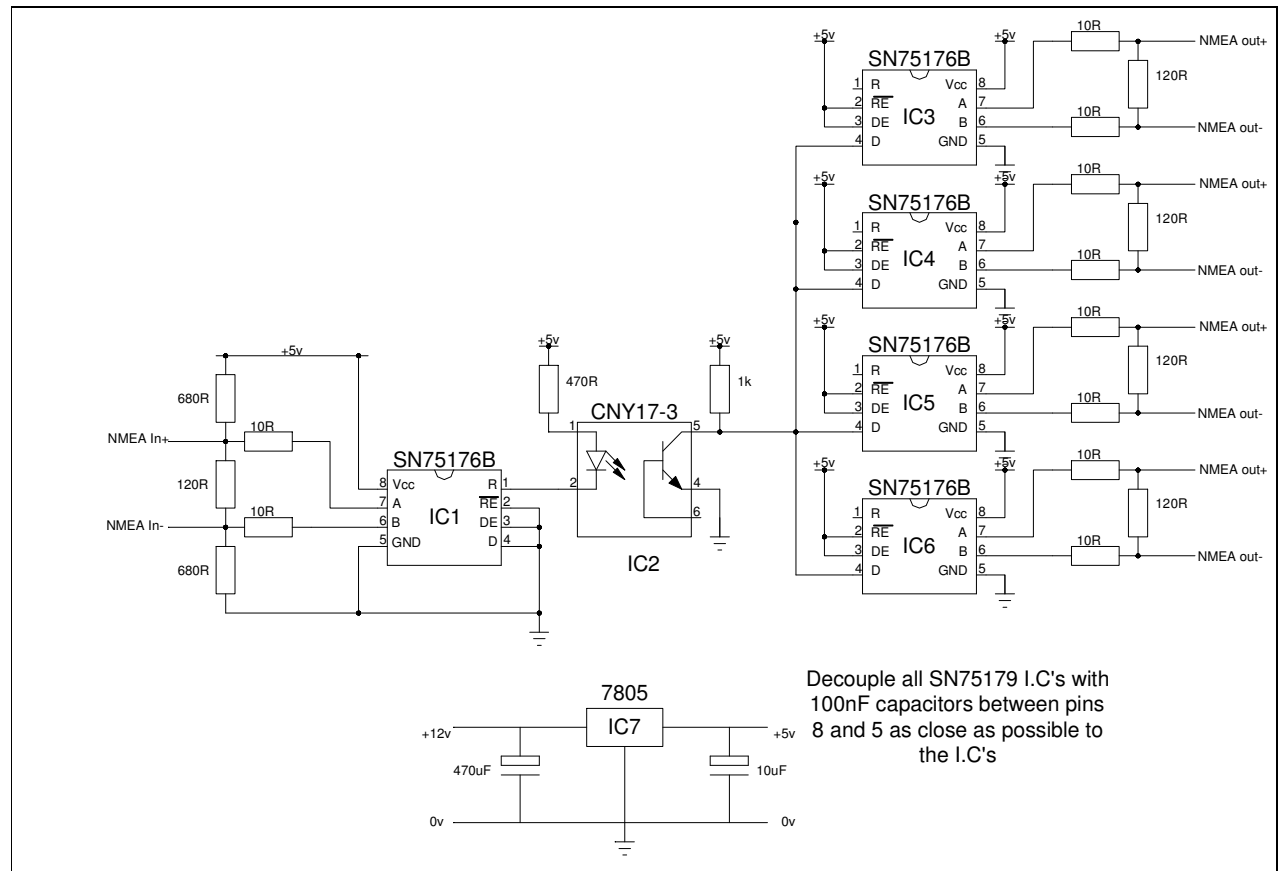 +5v
+5v
10R
NMEA out+
SN75176B
120R
1 R
Vcc 8
2 RE
A 7
IC3
3 DE
B 6
10R
4 D
GND 5
NMEA out-
+5v
+5v
10R
NMEA out+
SN75176B
120R
1 R
Vcc 8
2 RE
A 7
IC4
3 DE
B 6
10R
4 D
GND 5
NMEA out-
+5v
+5v
10R
NMEA out+
SN75176B
120R
1 R
Vcc 8
2 RE
A 7
IC5
3 DE
B 6
10R
4 D
GND 5
NMEA out-
+5v
+5v
10R
NMEA out+
SN75176B
120R
1 R
Vcc 8
2 RE
A 7
IC6
3 DE
B 6
10R
4 D
GND 5
NMEA out-
+5v
680R
NMEA In+
10R
120R
NMEA In-
10R
680R
SN75176B
8 Vcc
R 1
7 A
RE 2
IC1
6 B
DE 3
5 GND
D 4
+5v
470R
CNY17-3
1
5
2
4
6
IC2
+5v
1k
7805
IC7
+12v
+5v
470uF
10uF
0v
0v
Decouple all SN75179 I.C's with
100nF capacitors between pins
8 and 5 as close as possible to
the I.C's